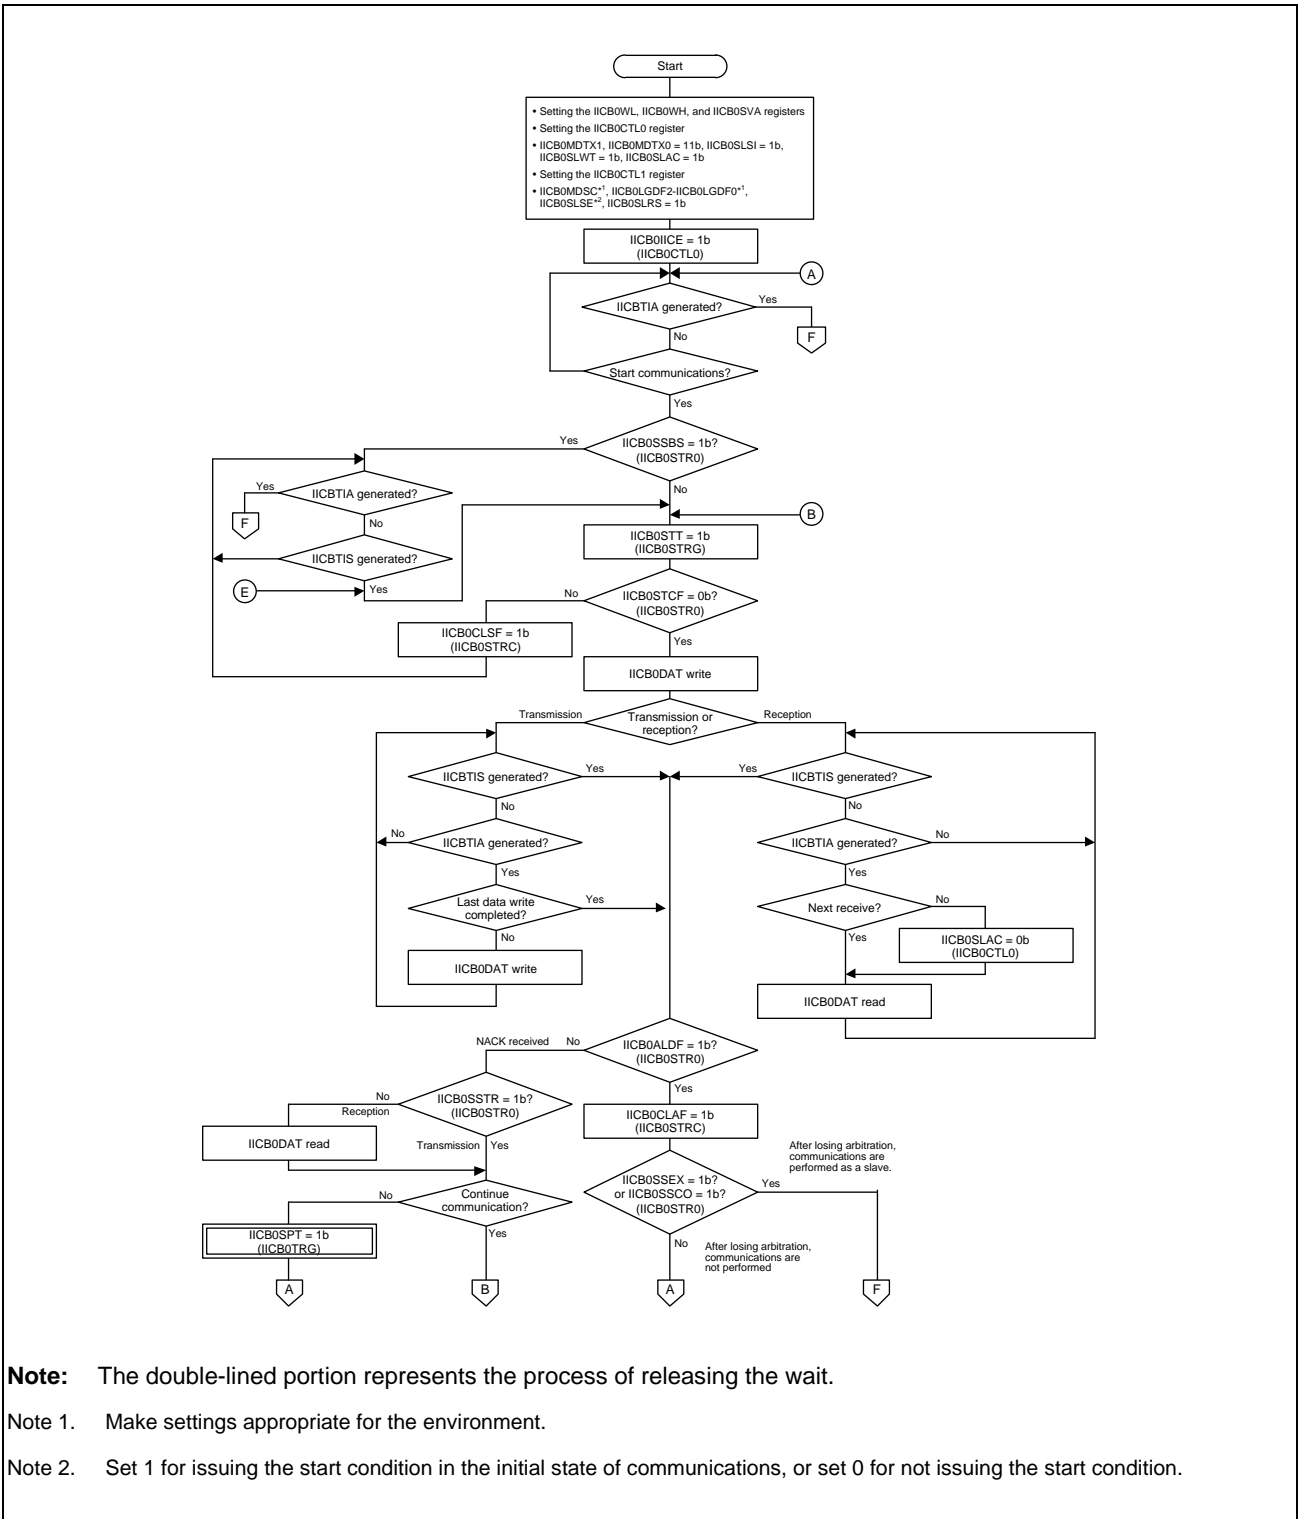 Start
• Setting the IICB0WL, IICB0WH, and IICB0SVA registers
• Setting the IICB0CTL0 register
• IICB0MDTX1, IICB0MDTX0 = 11b, IICB0SLSI = 1b,
IICB0SLWT = 1b, IICB0SLAC = 1b
• Setting the IICB0CTL1 register
• IICB0MDSC*1, IICB0LGDF2-IICB0LGDF0*1,
IICB0SLSE*2, IICB0SLRS = 1b
IICB0IICE = 1b
(IICB0CTL0)
A
IICBTIA generated?
Yes
F
No
Start communications?
Yes
IICB0SSBS = 1b?
(IICB0STR0)
Yes
No
IICBTIA generated?
Yes
F
No
IICBTIS generated?
Yes
E
B
IICB0STT = 1b
(IICB0STRG)
IICB0STCF = 0b?
(IICB0STR0)
No
IICB0CLSF = 1b
(IICB0STRC)
Yes
IICB0DAT write
Transmission
Transmission or
reception?
Reception
IICBTIS generated?
Yes
Yes
IICBTIS generated?
No
No
No
IICBTIA generated?
IICBTIA generated?
No
Yes
Yes
Last data write
completed?
Yes
Next receive?
No
No
Yes
IICB0SLAC = 0b
(IICB0CTL0)
IICB0DAT write
IICB0DAT read
NACK received
No
IICB0ALDF = 1b?
(IICB0STR0)
Yes
No
Reception
IICB0SSTR = 1b?
(IICB0STR0)
IICB0CLAF = 1b
(IICB0STRC)
IICB0DAT read
Transmission
Yes
After losing arbitration,
communications are
performed as a slave.
IICB0SSEX = 1b?
or IICB0SSCO = 1b?
(IICB0STR0)
Yes
No
Continue
communication?
Yes
IICB0SPT = 1b
(IICB0TRG)
No
After losing arbitration,
communications are
not performed
A
B
A
F
Note: The double-lined portion represents the process of releasing the wait.
Note 1. Make settings appropriate for the environment.
Note 2. Set 1 for issuing the start condition in the initial state of communications, or set 0 for not issuing the start condition.